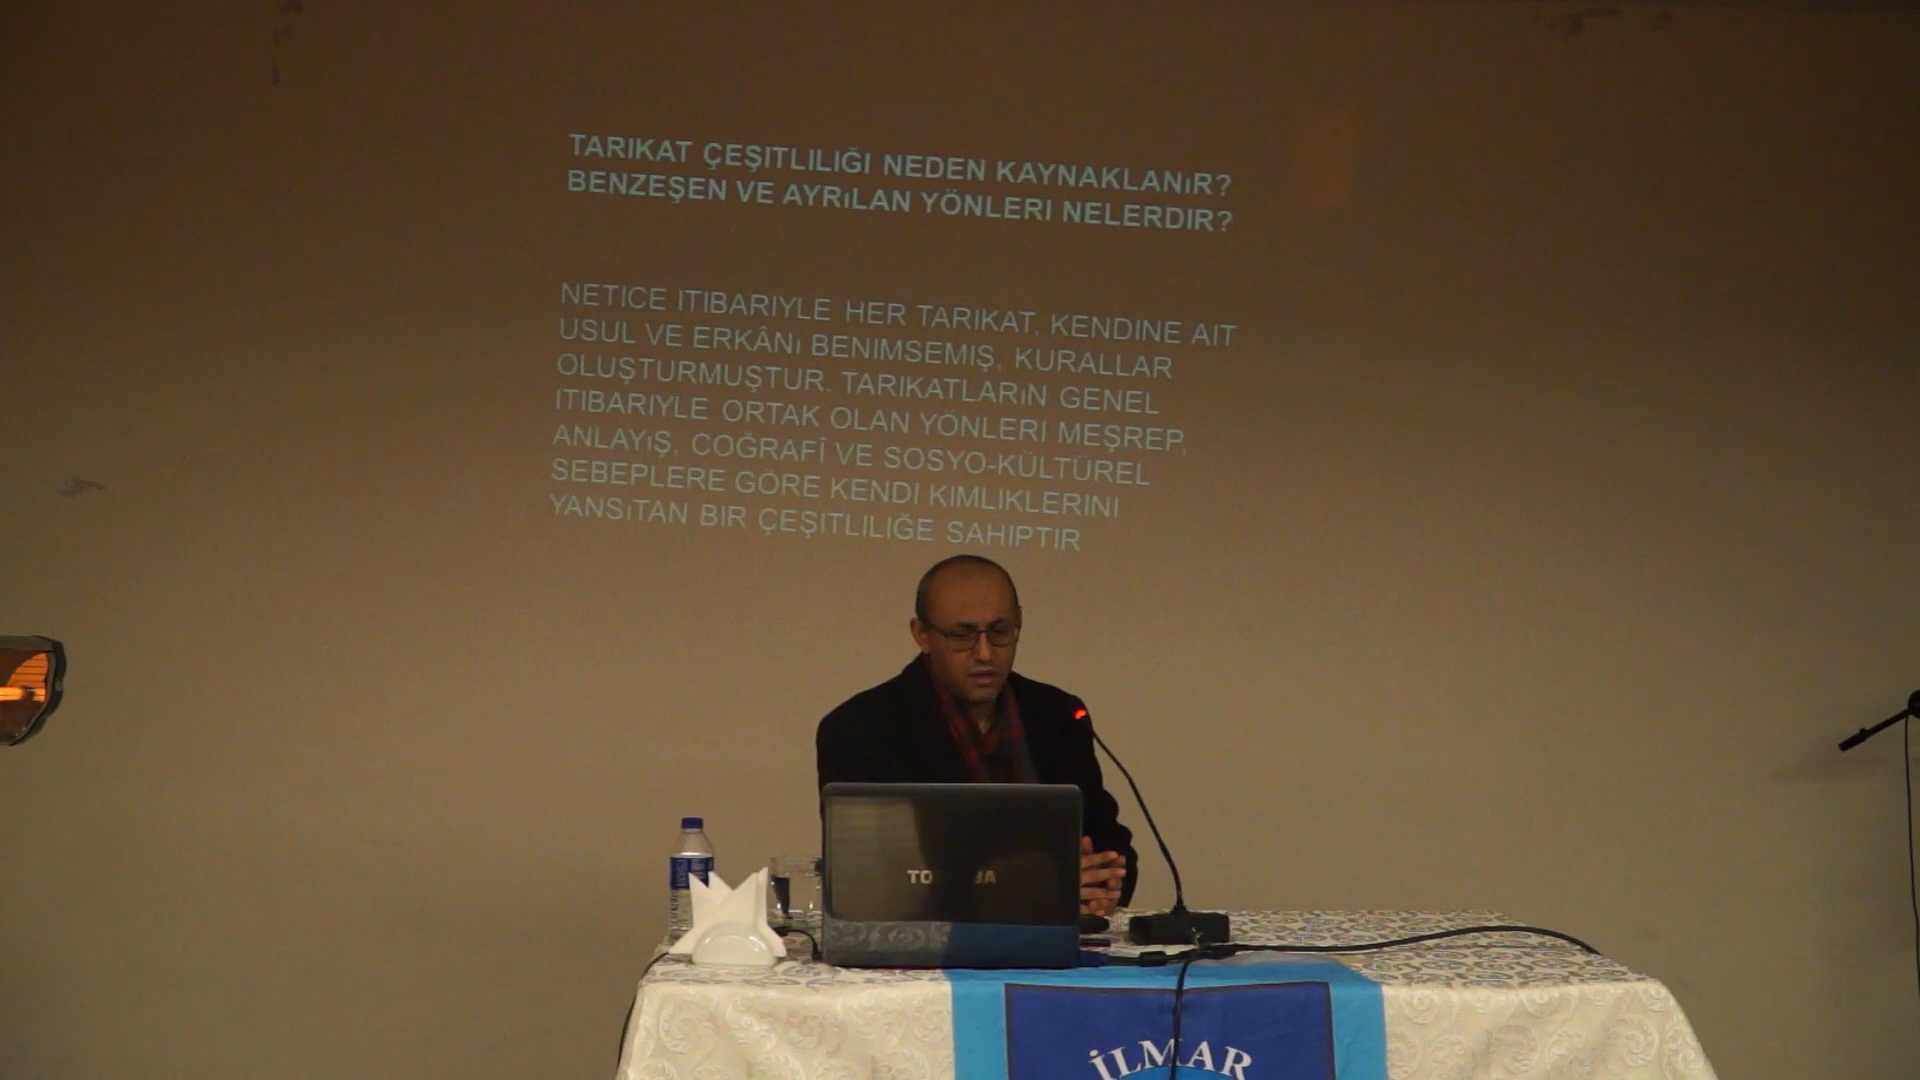 TARIKAT ÇEŞITLILIĞI NEDEN KAYNAKLANıR?
BENZEŞEN VE AYRıLAN YÖNLERI NELERDIR?
NETICE ITIBARIYLE HER TARIKAT, KENDINE AIT
USUL VE ERKÂNı BENIMSEMIŞ, KURALLAR
OLUŞTURMUŞTUR. TARIKATLARıN GENEL
ITIBARIYLE ORTAK OLAN YÖNLERI MEŞREP,
ANLAYıŞ, COĞRAFÎ VE SOSYO-KÜLTÜREL
SEBEPLERE GÖRE KENDI KIMLIKLERINI
YANSıTAN BIR ÇEŞITLILIĞE SAHIPTIR
İLMAR